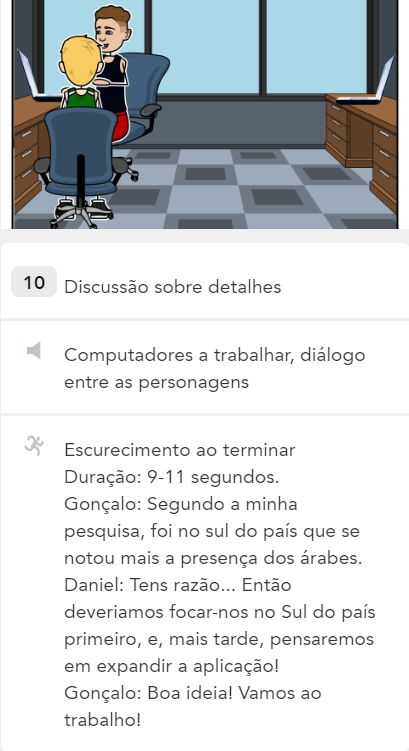 10 Discussão sobre detalhes
Computadores a trabalhar, diálogo
entre as personagens
Escurecimento ao terminar
Duração: 9-11 segundos.
Gonçalo: Segundo a minha
pesquisa, foi no sul do país que se
notou mais a presença dos árabes.
Daniel: Tens razão... Então
deveriamos focar-nos no Sul do país
primeiro, e, mais tarde, pensaremos
em expandir a aplicação!
Gonçalo: Boa ideia! Vamos ao
trabalho!